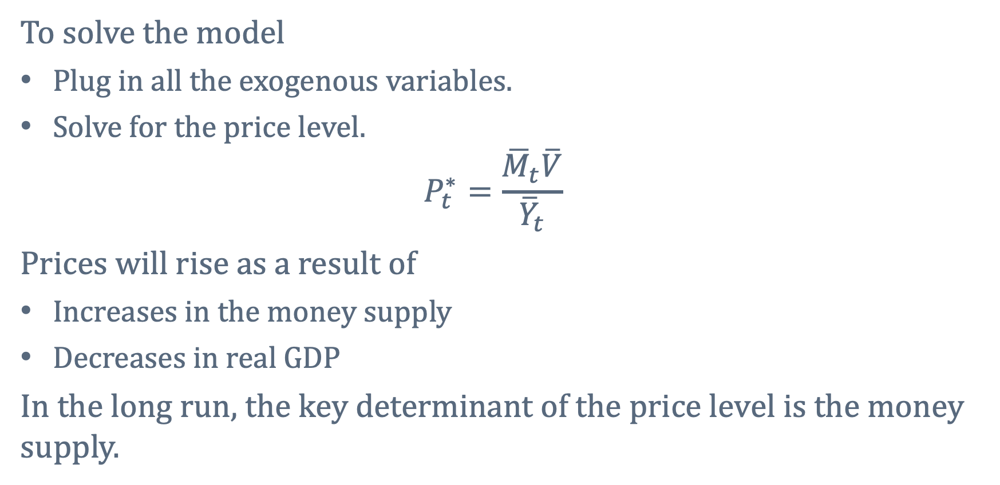 To solve the model
• Plug in all the exogenous variables.
• Solve for the price level.
$P_t^* = \frac{\bar{M}_t \bar{V}}{\bar{Y}_t}$
Prices will rise as a result of
• Increases in the money supply
• Decreases in real GDP
In the long run, the key determinant of the price level is the money
supply.